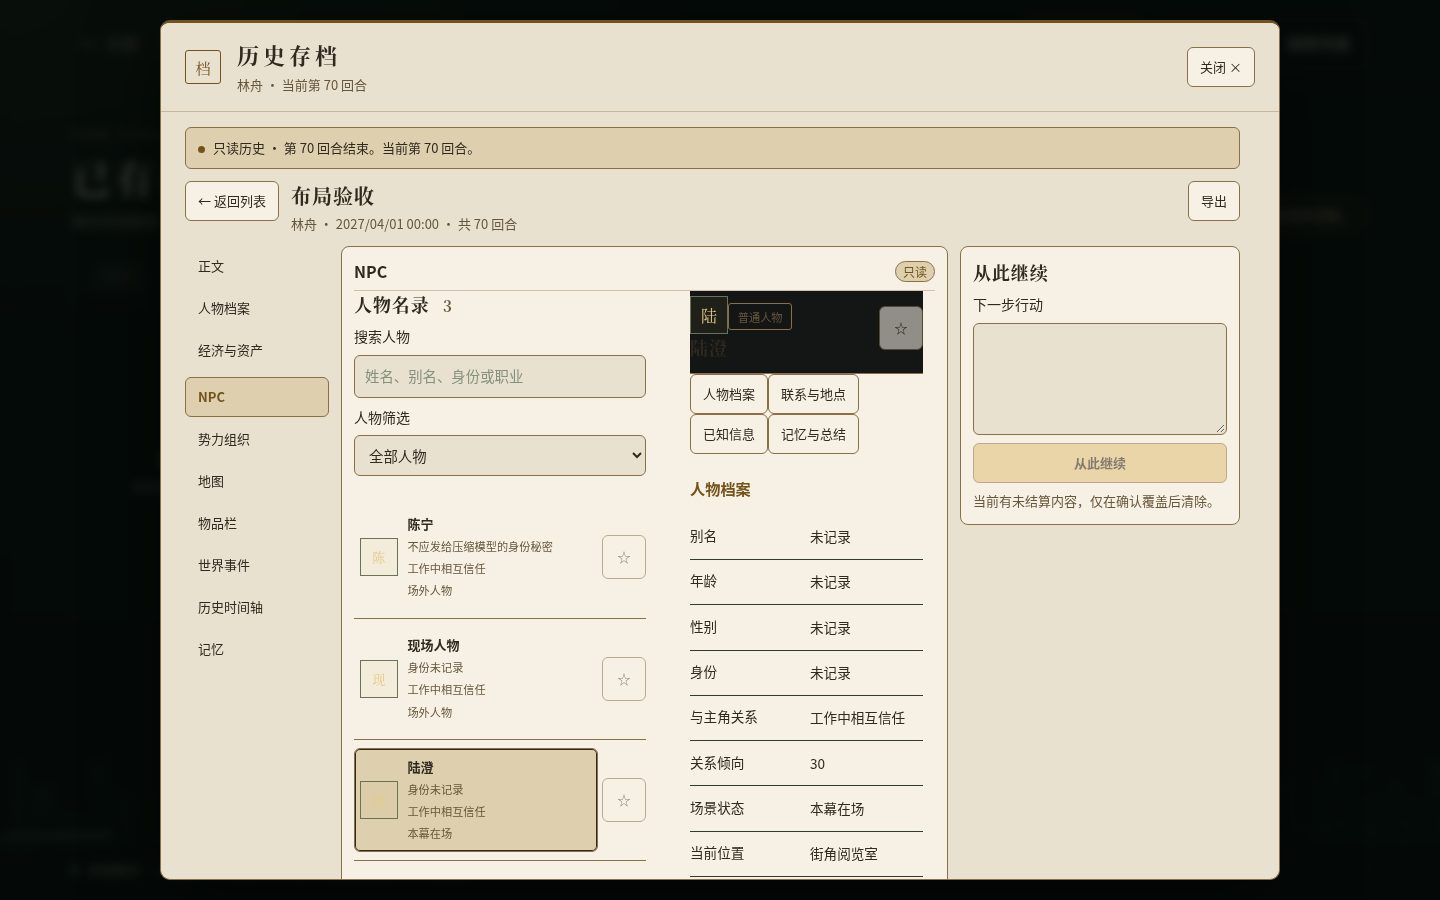 档
历史存档
林舟 · 当前第 70 回合
关闭 ×
只读历史 · 第 70 回合结束。当前第 70 回合。
← 返回列表
布局验收
林舟 · 2027/04/01 00:00 · 共 70 回合
导出
正文
人物档案
经济与资产
NPC
势力组织
地图
物品栏
世界事件
历史时间轴
记忆
NPC
只读
人物名录 3
搜索人物
姓名、别名、身份或职业
人物筛选
全部人物
陈
陈宁
不应发给压缩模型的身份秘密
工作中相互信任
场外人物
☆
现
现场人物
身份未记录
工作中相互信任
场外人物
☆
陆澄
身份未记录
工作中相互信任
本幕在场
☆
陆
普通人物
陆澄
☆
人物档案
联系与地点
已知信息
记忆与总结
人物档案
别名 未记录
年龄 未记录
性别 未记录
身份 未记录
与主角关系 工作中相互信任
关系倾向 30
场景状态 本幕在场
当前位置 街角阅览室
从此继续
下一步行动
从此继续
当前有未结算内容，仅在确认覆盖后清除。